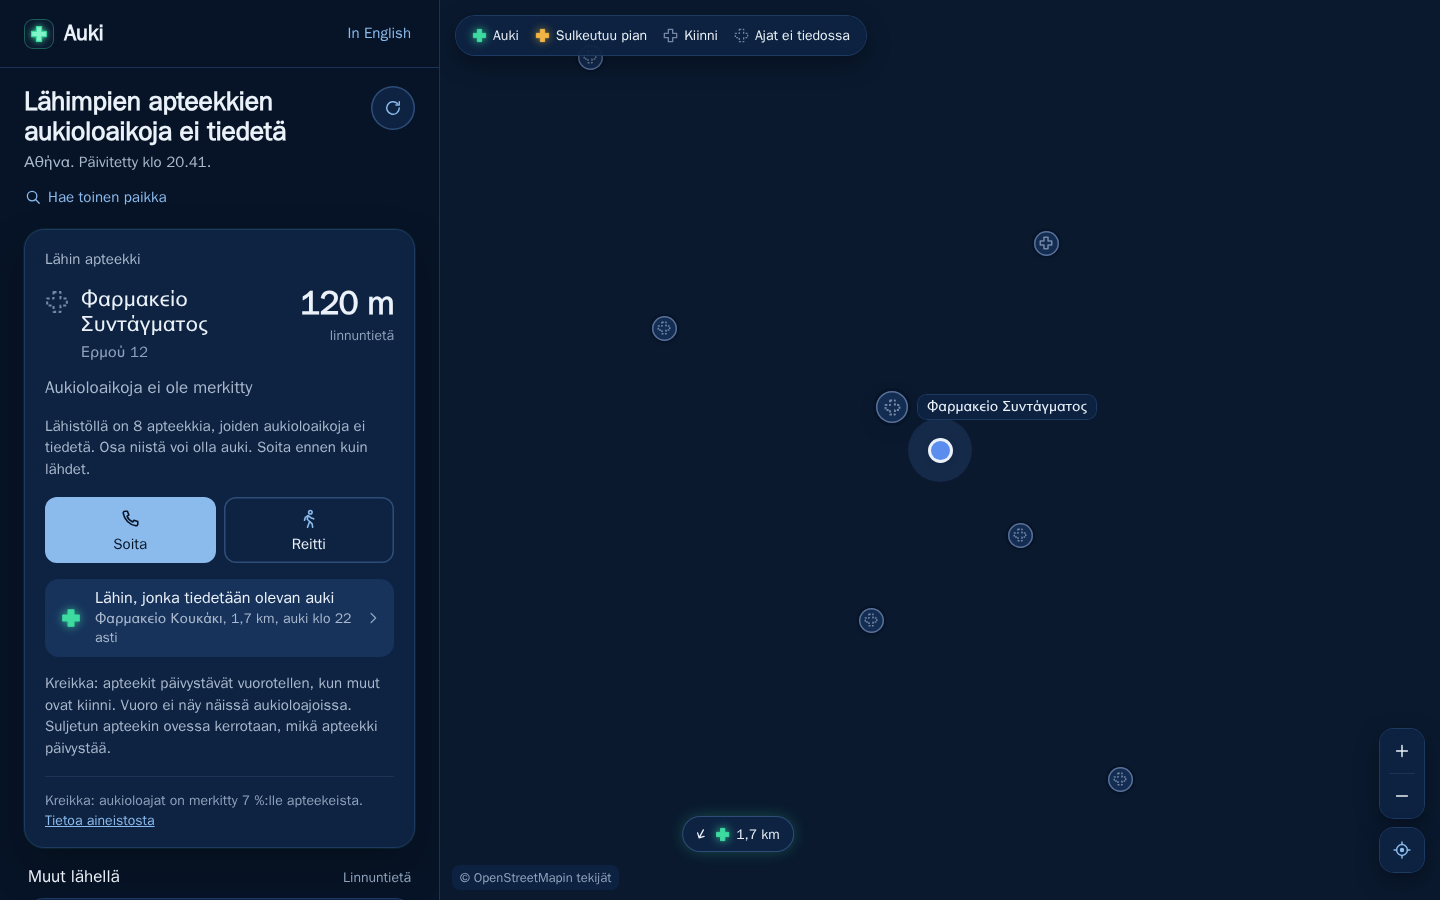 Auki
In English
Lähimpien apteekkien
aukioloaikoja ei tiedetä
Αθήνα. Päivitetty klo 20.41.
Hae toinen paikka
Lähin apteekki
Φαρμακείο
Συντάγματος
Ερμού 12
120 m
linnuntietä
Aukioloaikoja ei ole merkitty
Lähistöllä on 8 apteekkia, joiden aukioloaikoja ei
tiedetä. Osa niistä voi olla auki. Soita ennen kuin
lähdet.
Soita
Reitti
Lähin, jonka tiedetään olevan auki
Φαρμακείο Κουκάκι, 1,7 km, auki klo 22
asti
Kreikka: apteekit päivystävät vuorotellen, kun muut
ovat kiinni. Vuoro ei näy näissä aukioloajoissa.
Suljetun apteekin ovessa kerrotaan, mikä apteekki
päivystää.
Kreikka: aukioloajat on merkitty 7 %:lle apteekeista.
Tietoa aineistosta
Muut lähellä
Linnuntietä
Auki
Sulkeutuu pian
Kiinni
Ajat ei tiedossa
Φαρμακείο Συντάγματος
1,7 km
© OpenStreetMapin tekijät